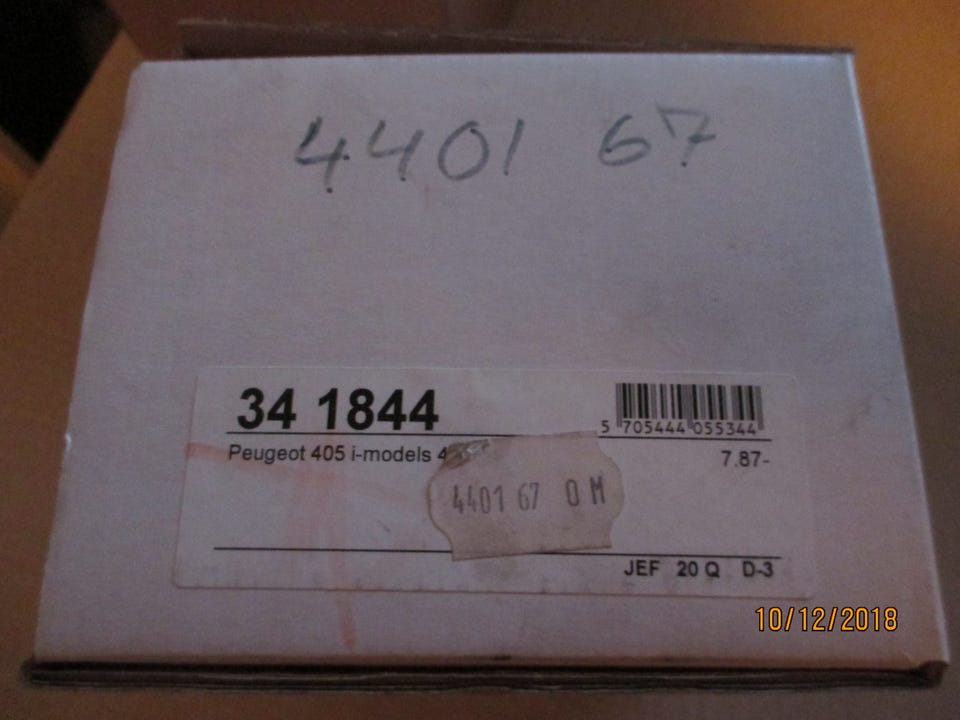 4401 67
34 1844
5 705444 055344
Peugeot 405 i-models 4
7.87-
4401 67 0 M
JEF 20 Q D-3
10/12/2018